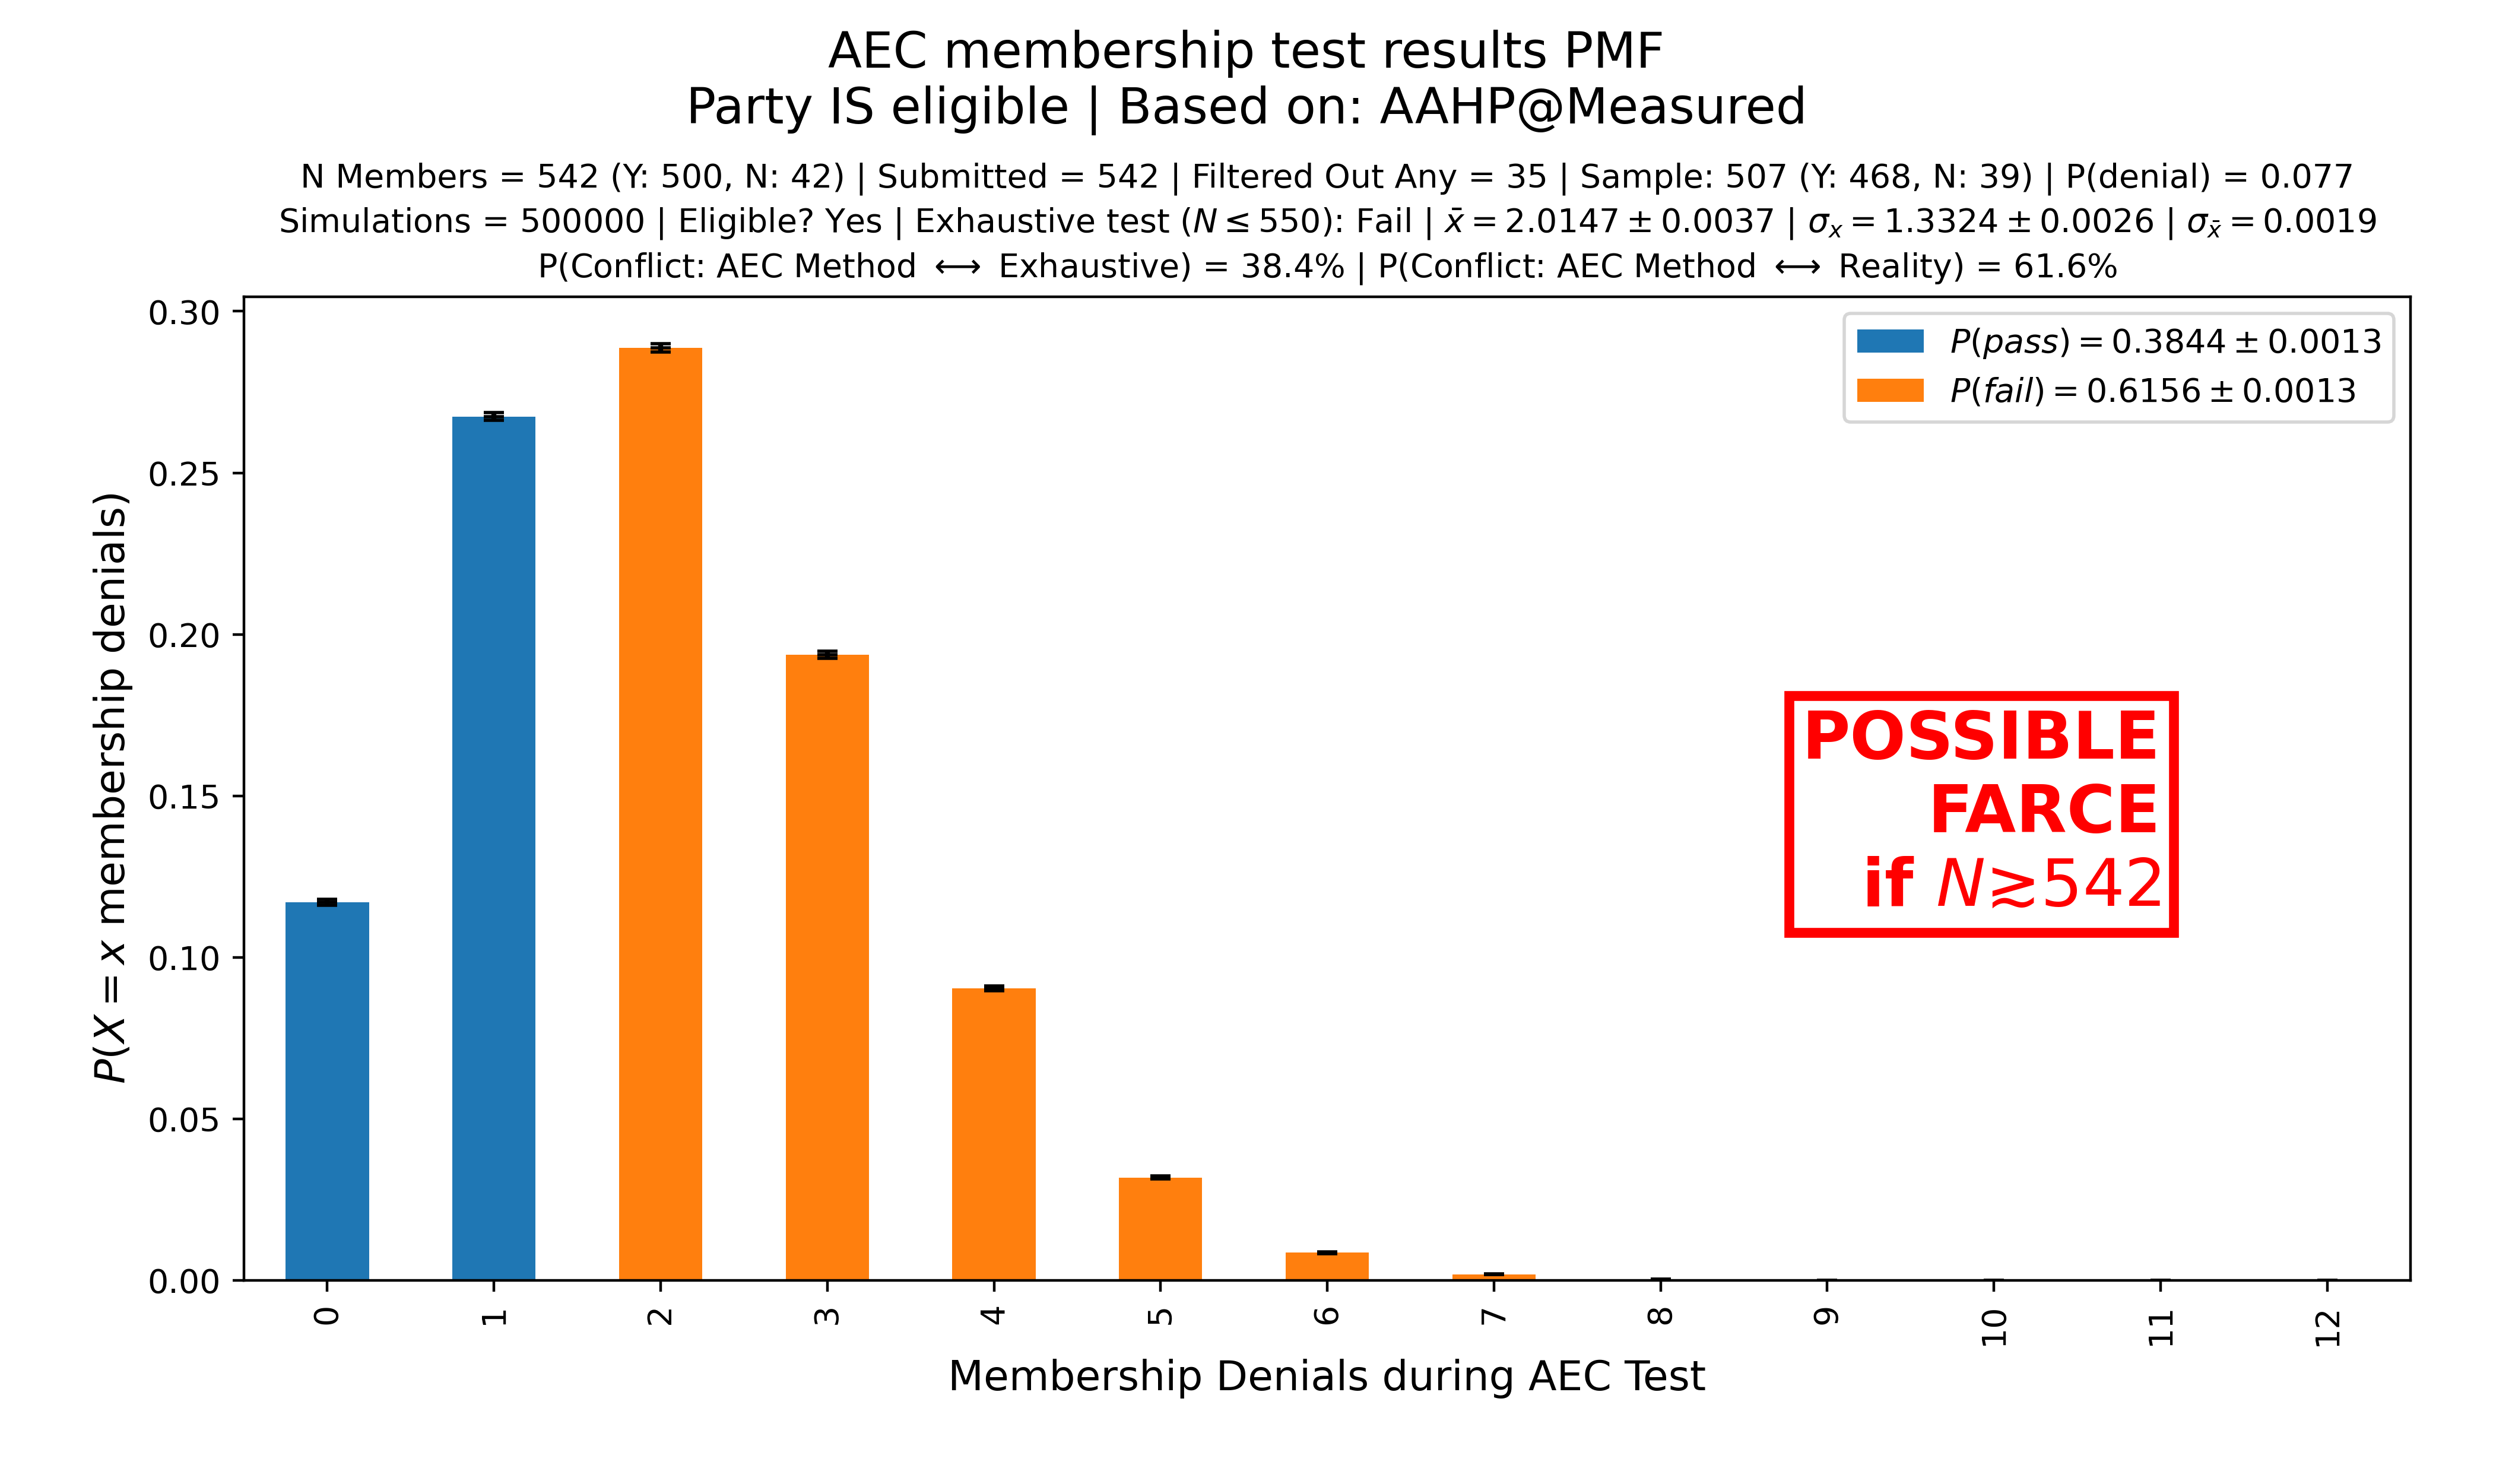 AEC membership test results PMF
Party IS eligible | Based on: AAHP@Measured
N Members = 542 (Y: 500, N: 42) | Submitted = 542 | Filtered Out Any = 35 | Sample: 507 (Y: 468, N: 39) | P(denial) = 0.077
Simulations = 500000 | Eligible? Yes | Exhaustive test (N ≤ 550): Fail | x̄ = 2.0147 ± 0.0037 | σₓ = 1.3324 ± 0.0026 | σ_x̄ = 0.0019
P(Conflict: AEC Method ⟷ Exhaustive) = 38.4% | P(Conflict: AEC Method ⟷ Reality) = 61.6%
P(pass) = 0.3844 ± 0.0013
P(fail) = 0.6156 ± 0.0013
P(X = x membership denials)
0.30
0.25
0.20
0.15
0.10
0.05
0.00
POSSIBLE
FARCE
if N⪆542
0 1 2 3 4 5 6 7 8 9 10 11 12
Membership Denials during AEC Test